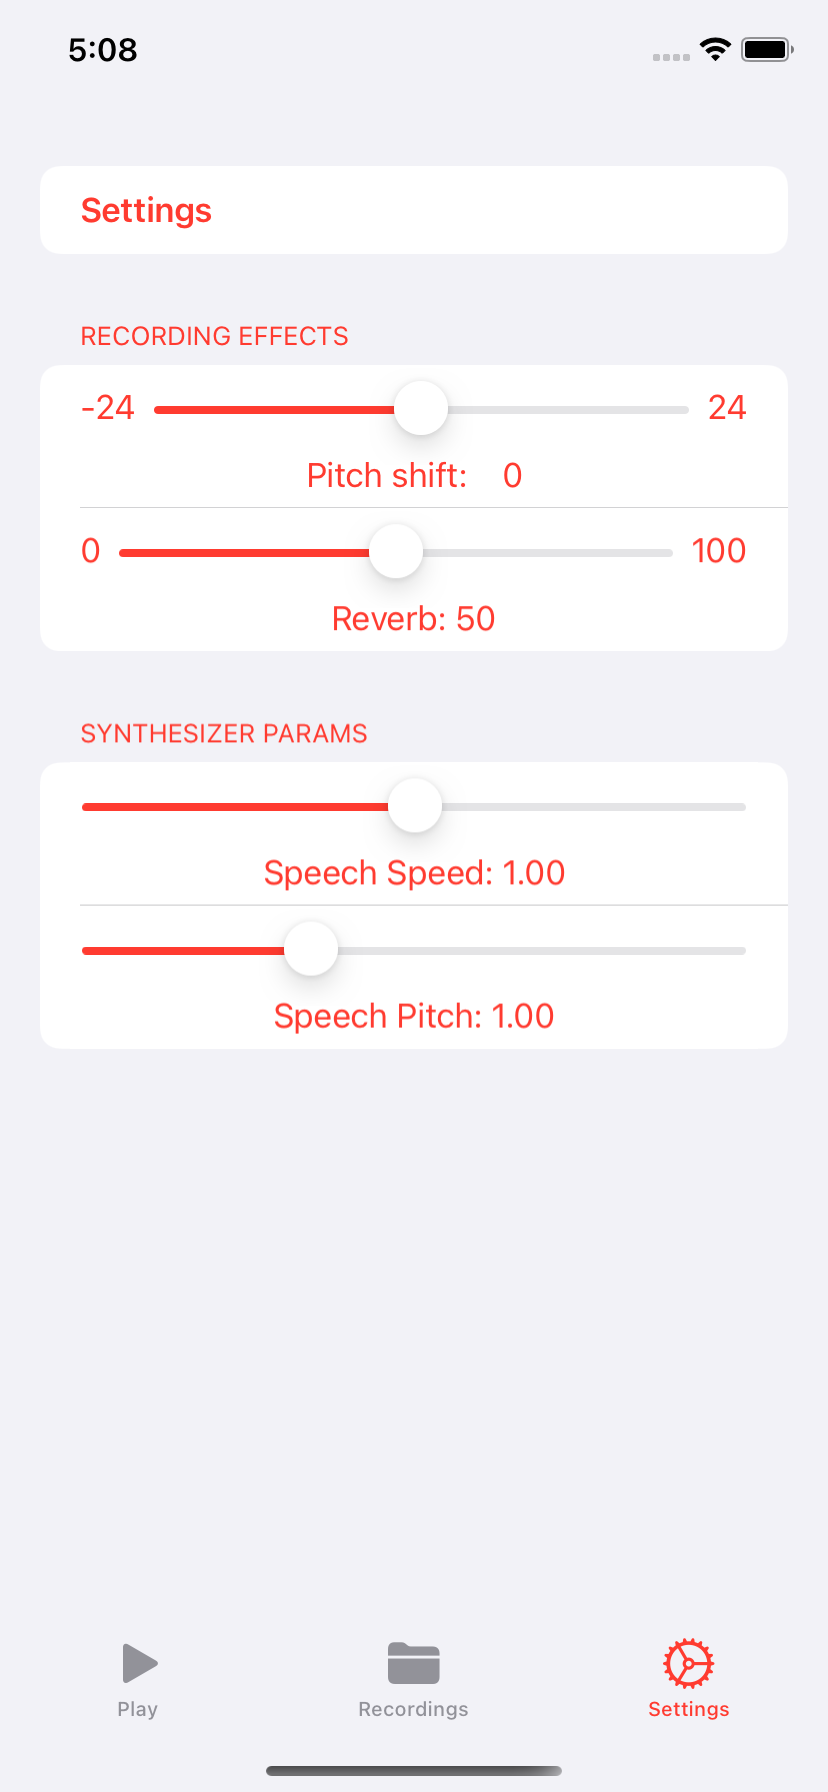 5:08
Settings
RECORDING EFFECTS
-24 24
Pitch shift: 0
0 100
Reverb: 50
SYNTHESIZER PARAMS
Speech Speed: 1.00
Speech Pitch: 1.00
Play Recordings Settings